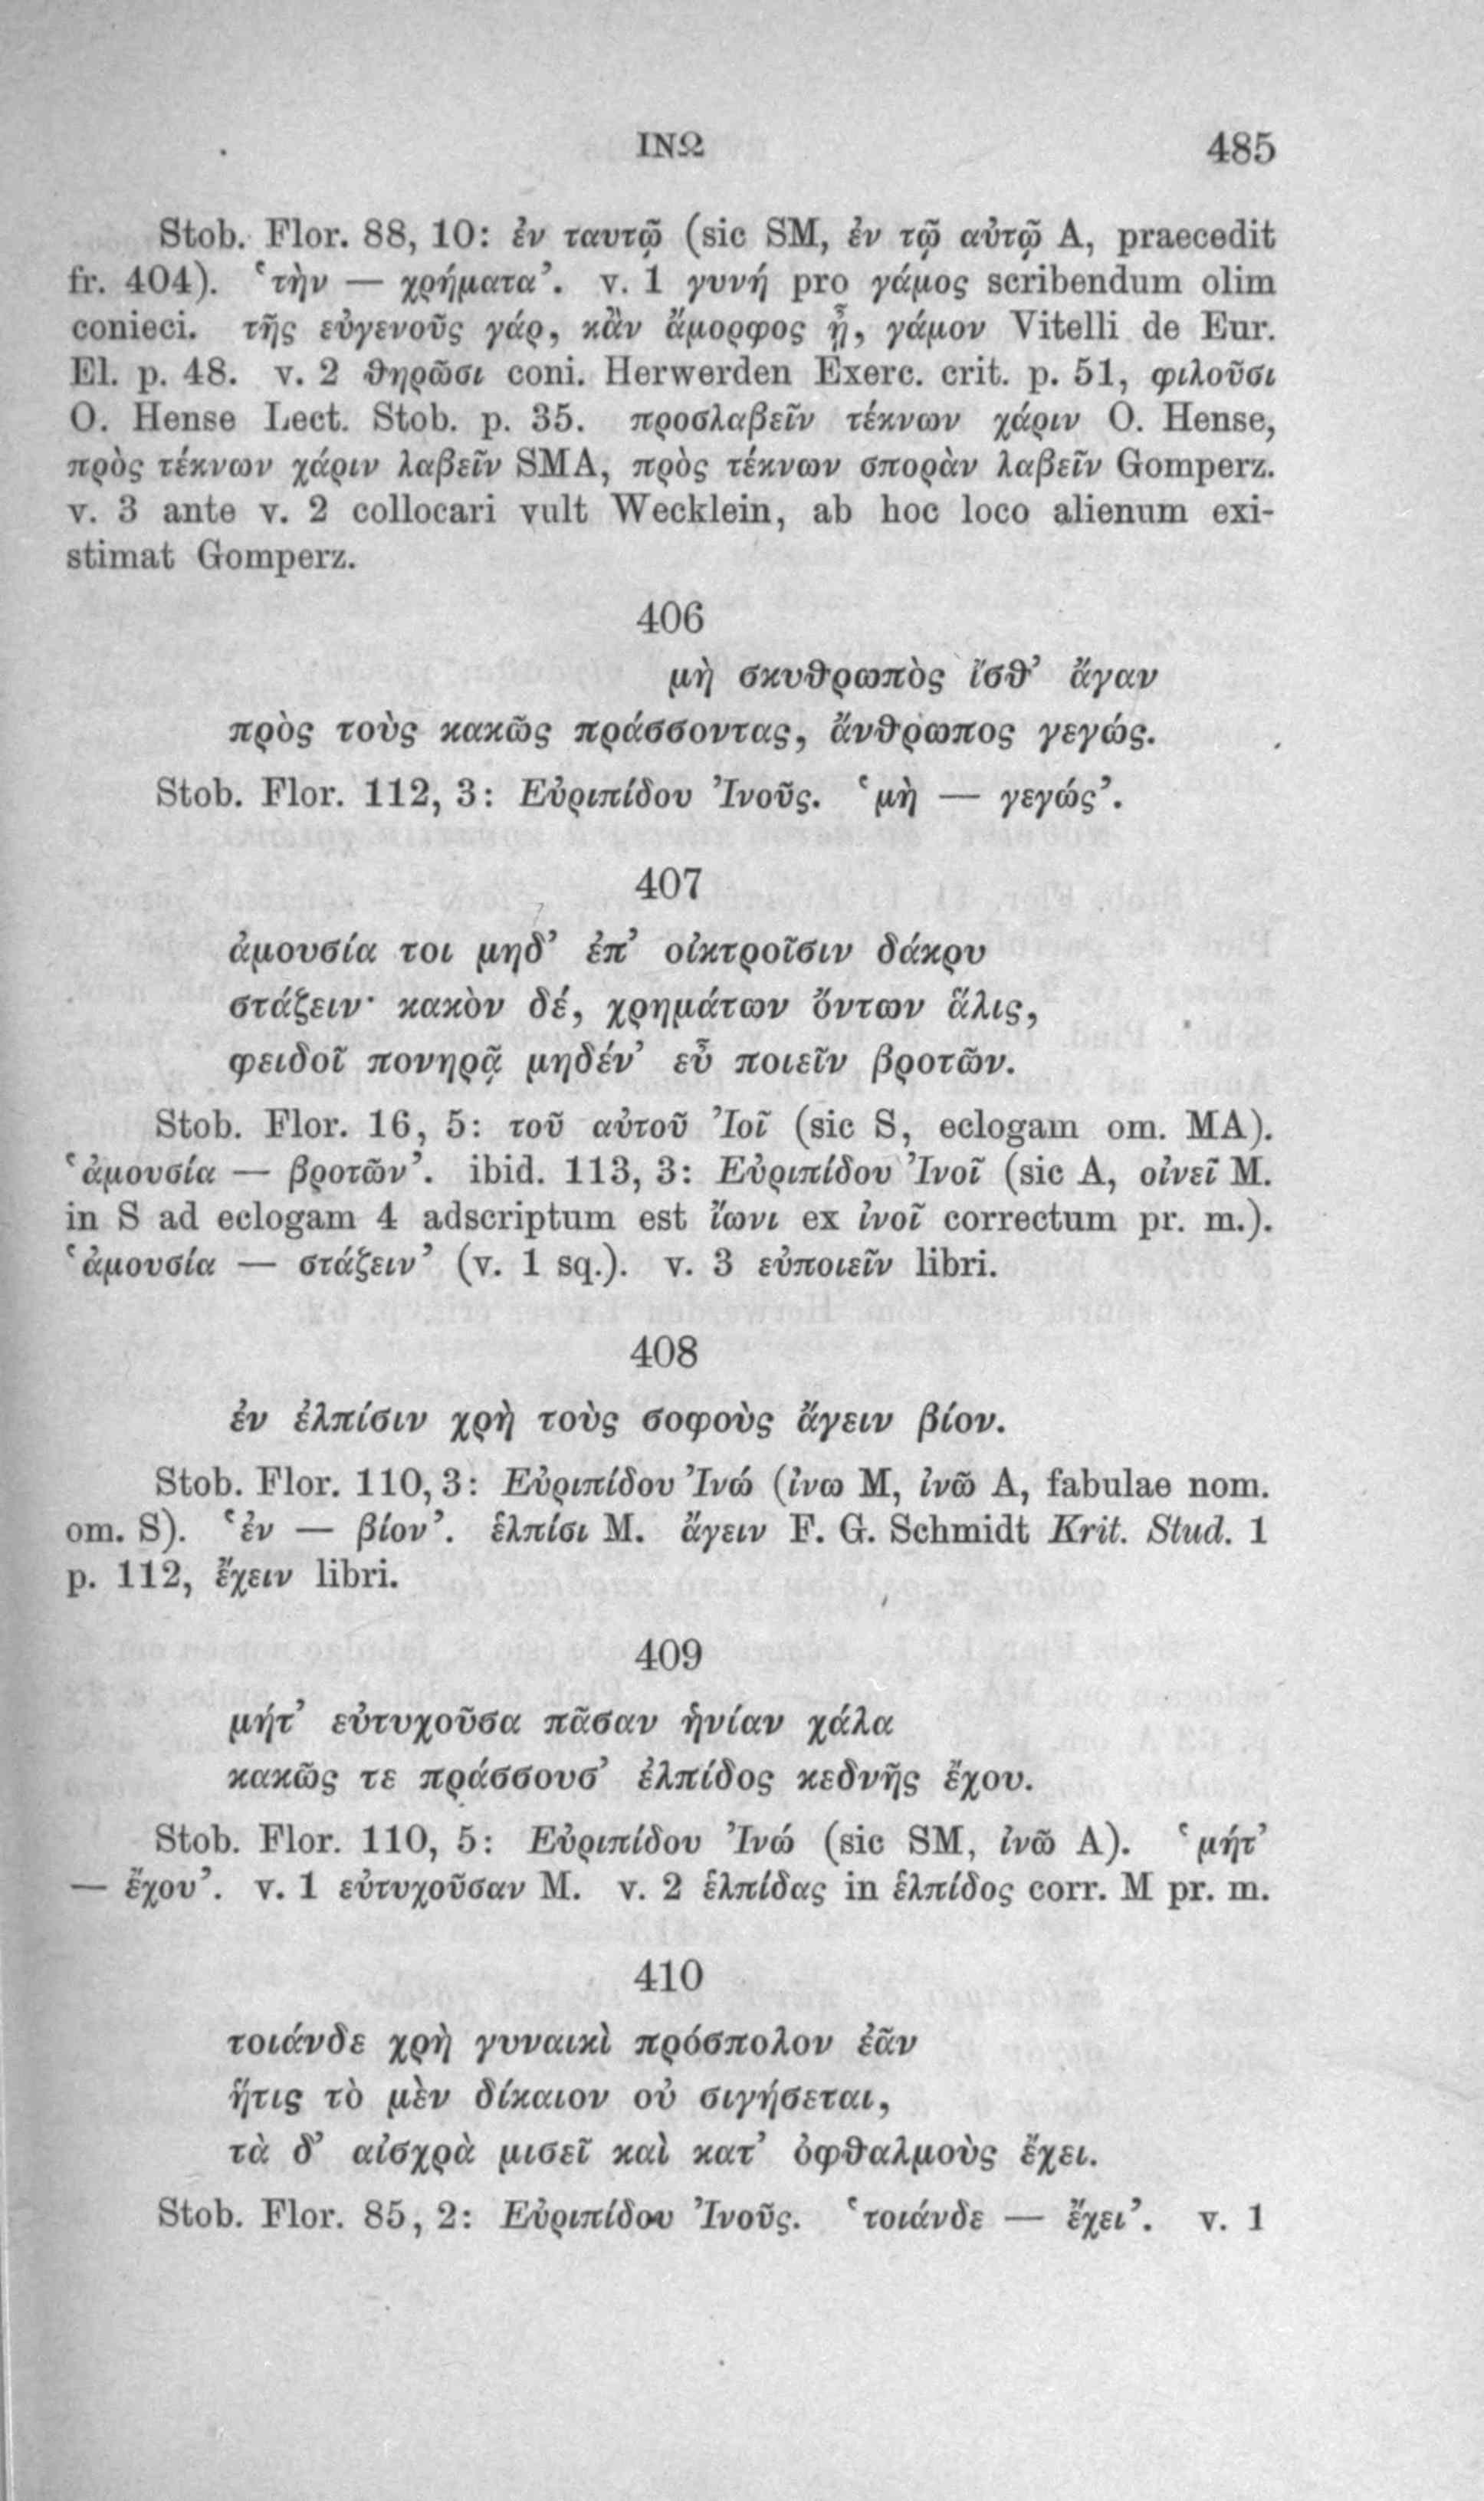 ΙΝΩ 485
Stob. Flor. 88, 10: ἐν ταυτῷ (sic SM, ἐν τῷ αὐτῷ A, praecedit
fr. 404). ‘τὴν — χρήματα’. v. 1 γυνή pro γάμος scribendum olim
conieci. τῆς εὐγενοῦς γάρ, κἂν ἄμορφος ᾖ, γάμον Vitelli de Eur.
El. p. 48. v. 2 θηρῶσι coni. Herwerden Exerc. crit. p. 51, φιλοῦσι
O. Hense Lect. Stob. p. 35. προσλαβεῖν τέκνων χάριν O. Hense,
πρὸς τέκνων χάριν λαβεῖν SMA, πρὸς τέκνων σπορὰν λαβεῖν Gomperz.
v. 3 ante v. 2 collocari vult Wecklein, ab hoc loco alienum exi-
stimat Gomperz.
406
μὴ σκυθρωπὸς ἴσθ’ ἄγαν
πρὸς τοὺς κακῶς πράσσοντας, ἄνθρωπος γεγώς.
Stob. Flor. 112, 3: Εὐριπίδου Ἰνοῦς. ‘μὴ — γεγώς’.
407
ἀμουσία τοι μηδ’ ἐπ’ οἰκτροῖσιν δάκρυ
στάζειν· κακὸν δέ, χρημάτων ὄντων ἅλις,
φειδοῖ πονηρᾷ μηδέν’ εὖ ποιεῖν βροτῶν.
Stob. Flor. 16, 5: τοῦ αὐτοῦ Ἰοῖ (sic S, eclogam om. MA).
‘ἀμουσία — βροτῶν’. ibid. 113, 3: Εὐριπίδου Ἰνοῖ (sic A, οἰνεῖ M.
in S ad eclogam 4 adscriptum est ἴωνι ex ἰνοῖ correctum pr. m.).
‘ἀμουσία — στάζειν’ (v. 1 sq.). v. 3 εὐποιεῖν libri.
408
ἐν ἐλπίσιν χρὴ τοὺς σοφοὺς ἄγειν βίον.
Stob. Flor. 110, 3: Εὐριπίδου Ἰνώ (ἰνω M, ἰνῶ A, fabulae nom.
om. S). ‘ἐν — βίον’. ἑλπίσι M. ἄγειν F. G. Schmidt Krit. Stud. 1
p. 112, ἔχειν libri.
409
μήτ’ εὐτυχοῦσα πᾶσαν ἡνίαν χάλα
κακῶς τε πράσσουσ’ ἐλπίδος κεδνῆς ἔχου.
Stob. Flor. 110, 5: Εὐριπίδου Ἰνώ (sic SM, ἰνῶ A). ‘μήτ’
— ἔχου’. v. 1 εὐτυχοῦσαν M. v. 2 ἑλπίδας in ἑλπίδος corr. M pr. m.
410
τοιάνδε χρὴ γυναικὶ πρόσπολον ἐᾶν
ἥτις τὸ μὲν δίκαιον οὐ σιγήσεται,
τὰ δ’ αἰσχρὰ μισεῖ καὶ κατ’ ὀφθαλμοὺς ἔχει.
Stob. Flor. 85, 2: Εὐριπίδου Ἰνοῦς. ‘τοιάνδε — ἔχει’. v. 1